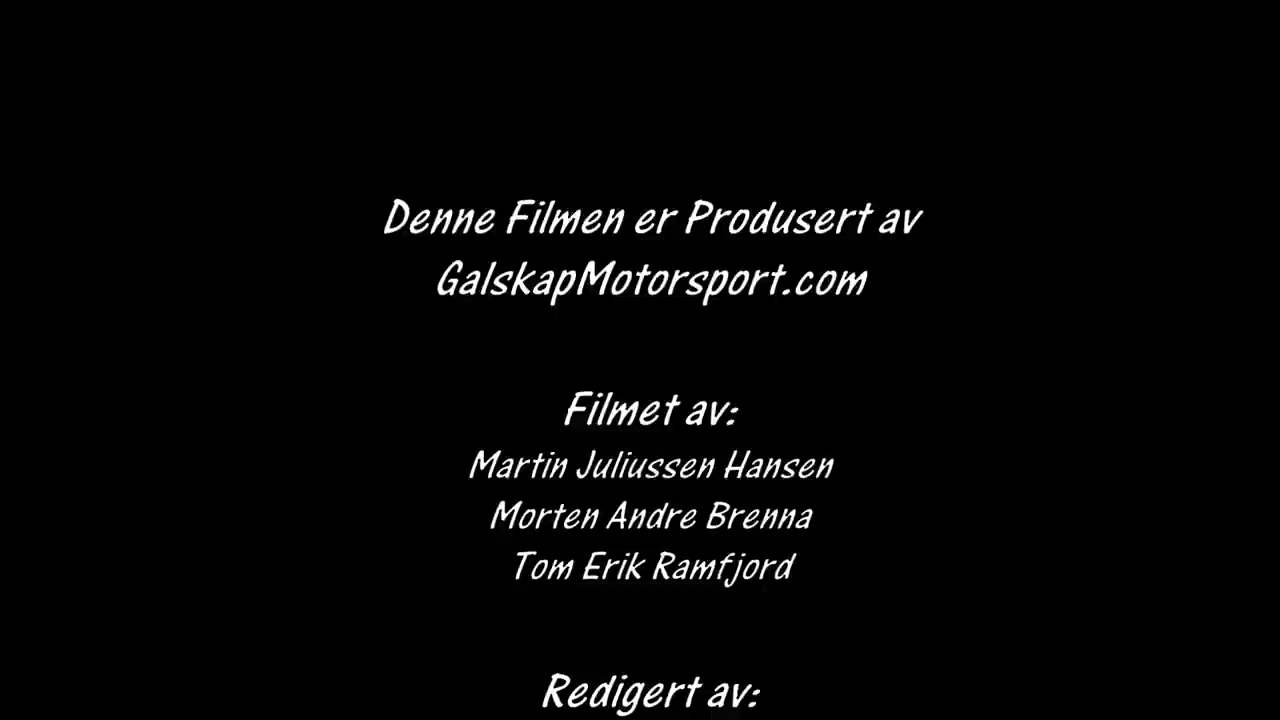 Denne Filmen er Produsert av
GalskapMotorsport.com
Filmet av:
Martin Juliussen Hansen
Morten Andre Brenna
Tom Erik Ramfjord
Redigert av: